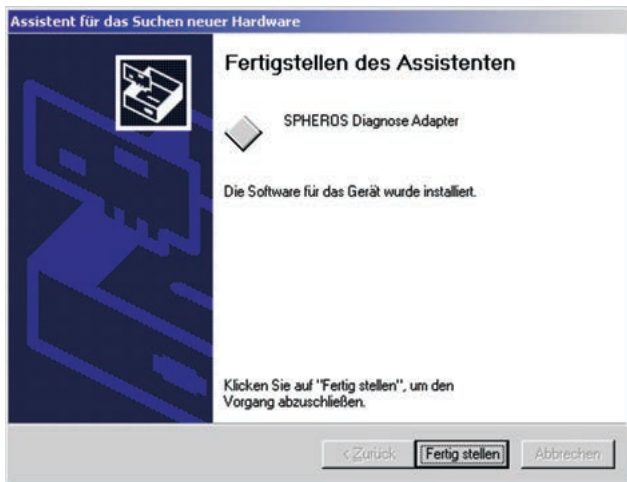 Assistent für das Suchen neuer Hardware
Fertigstellen des Assistenten
SPHEROS Diagnose Adapter
Die Software für das Gerät wurde installiert.
Klicken Sie auf "Fertig stellen", um den
Vorgang abzuschließen.
< Zurück
Fertig stellen
Abbrechen